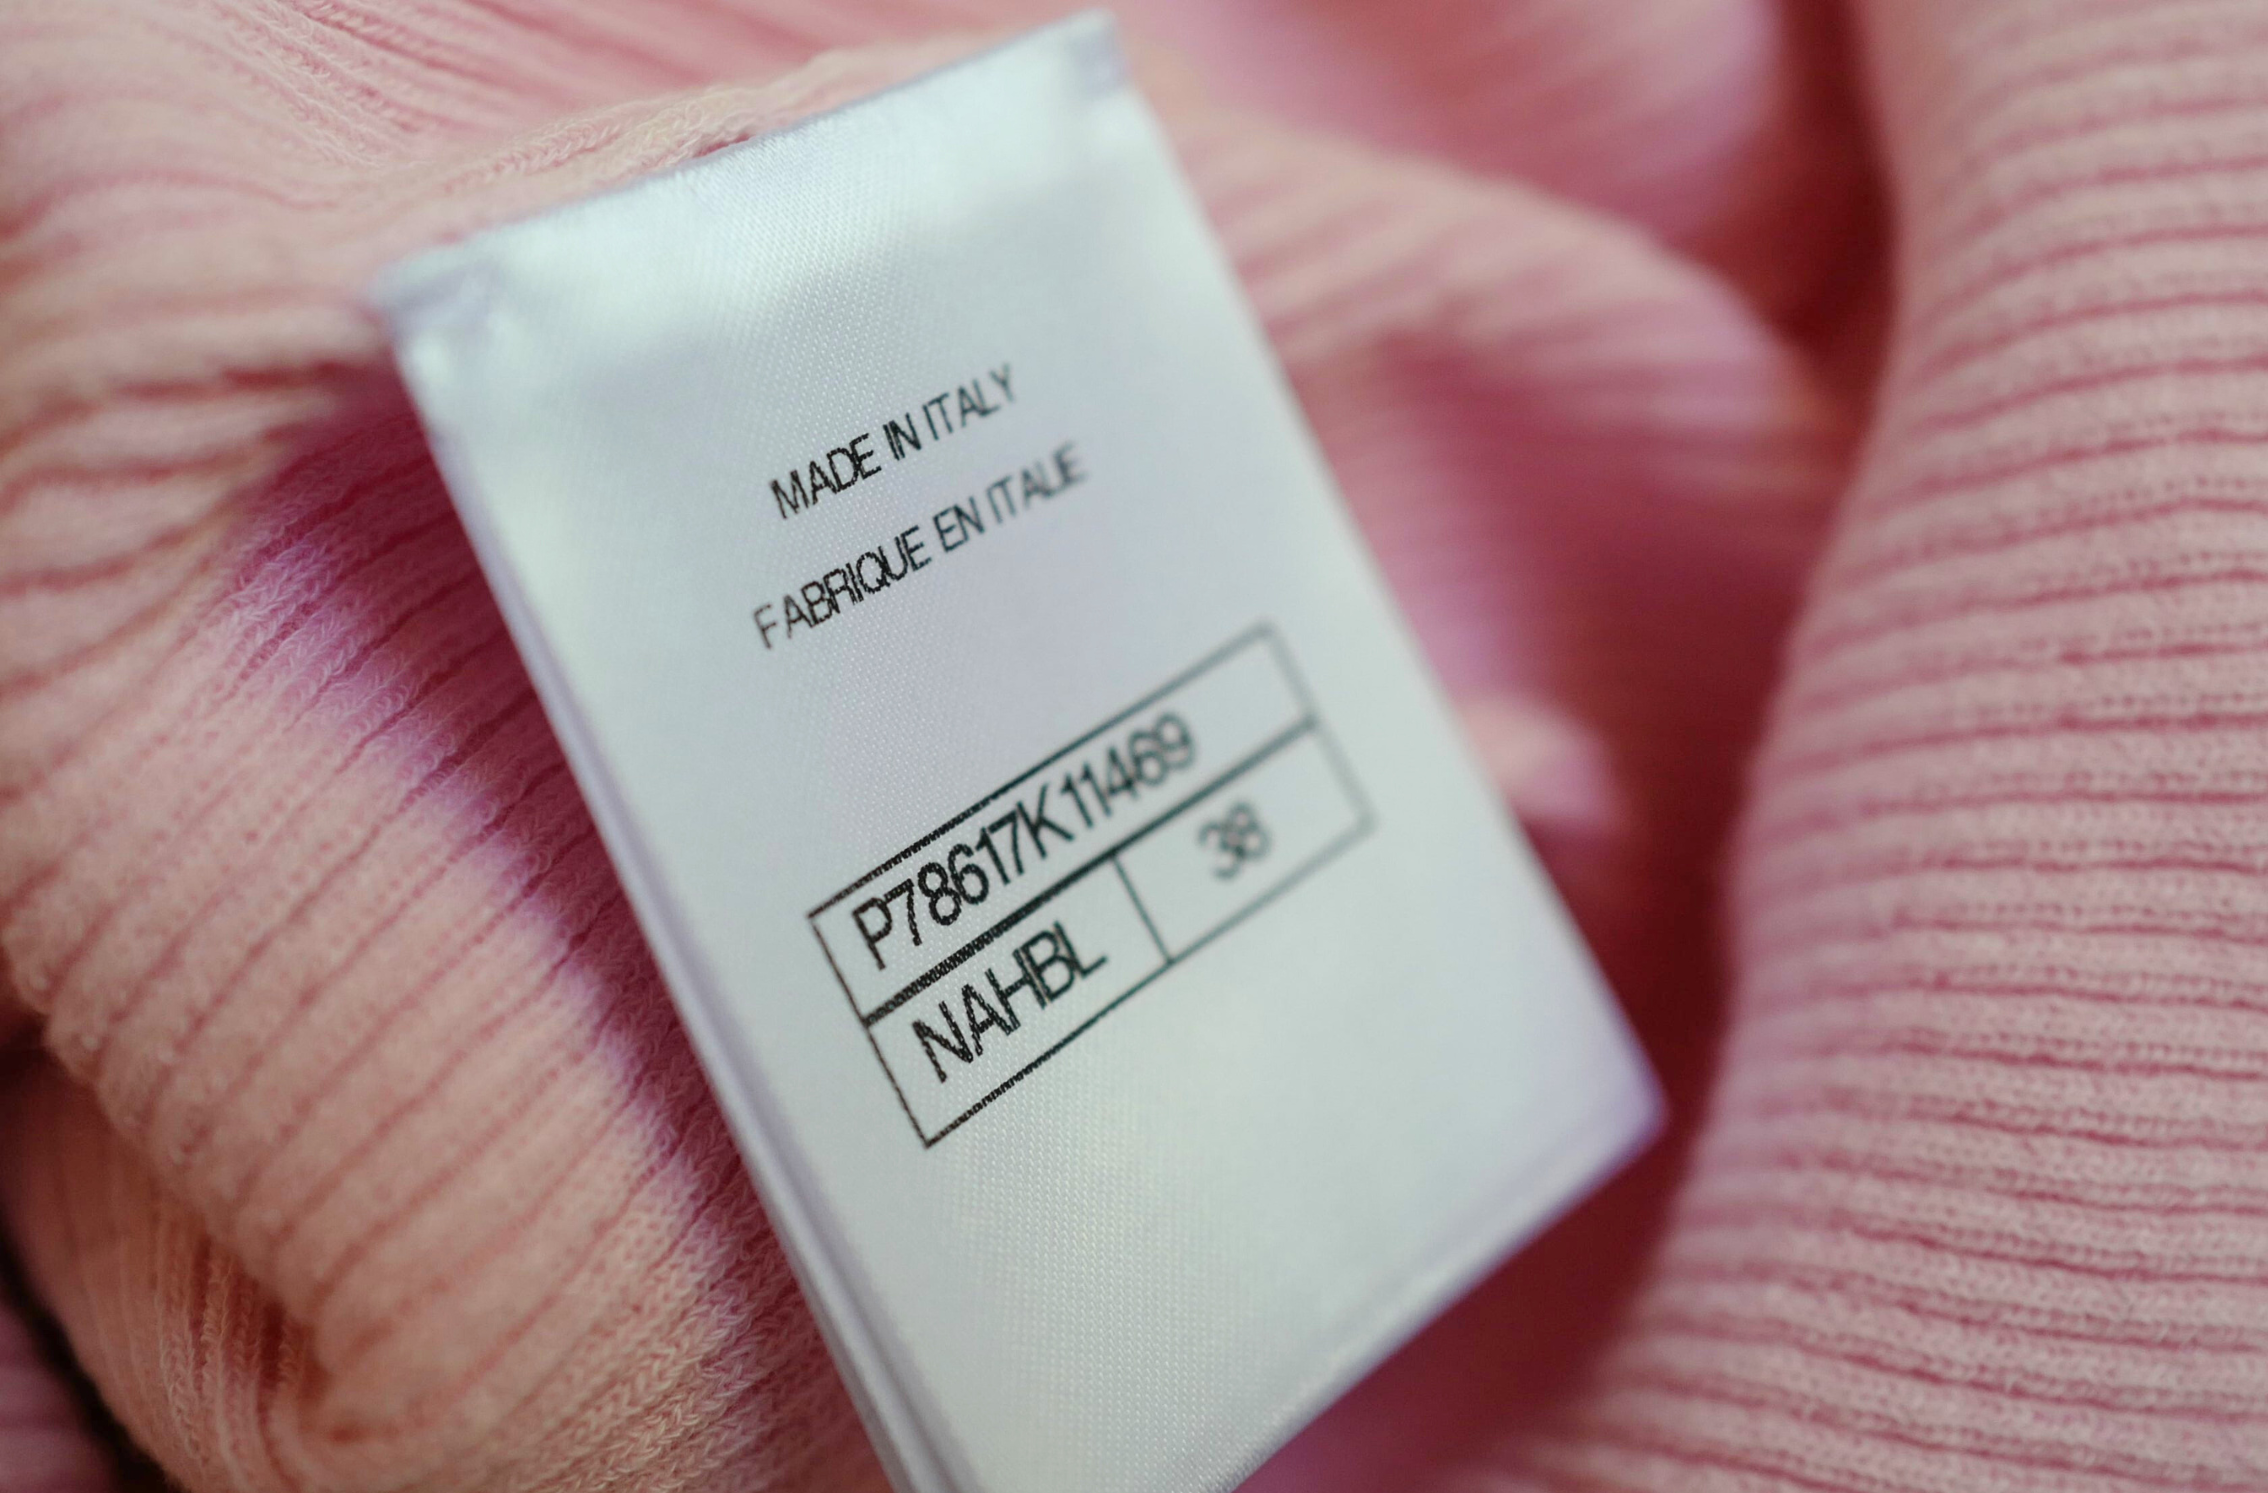 MADE IN ITALY
FABRIQUE EN ITALIE
P78617K11469
NAHBL 38